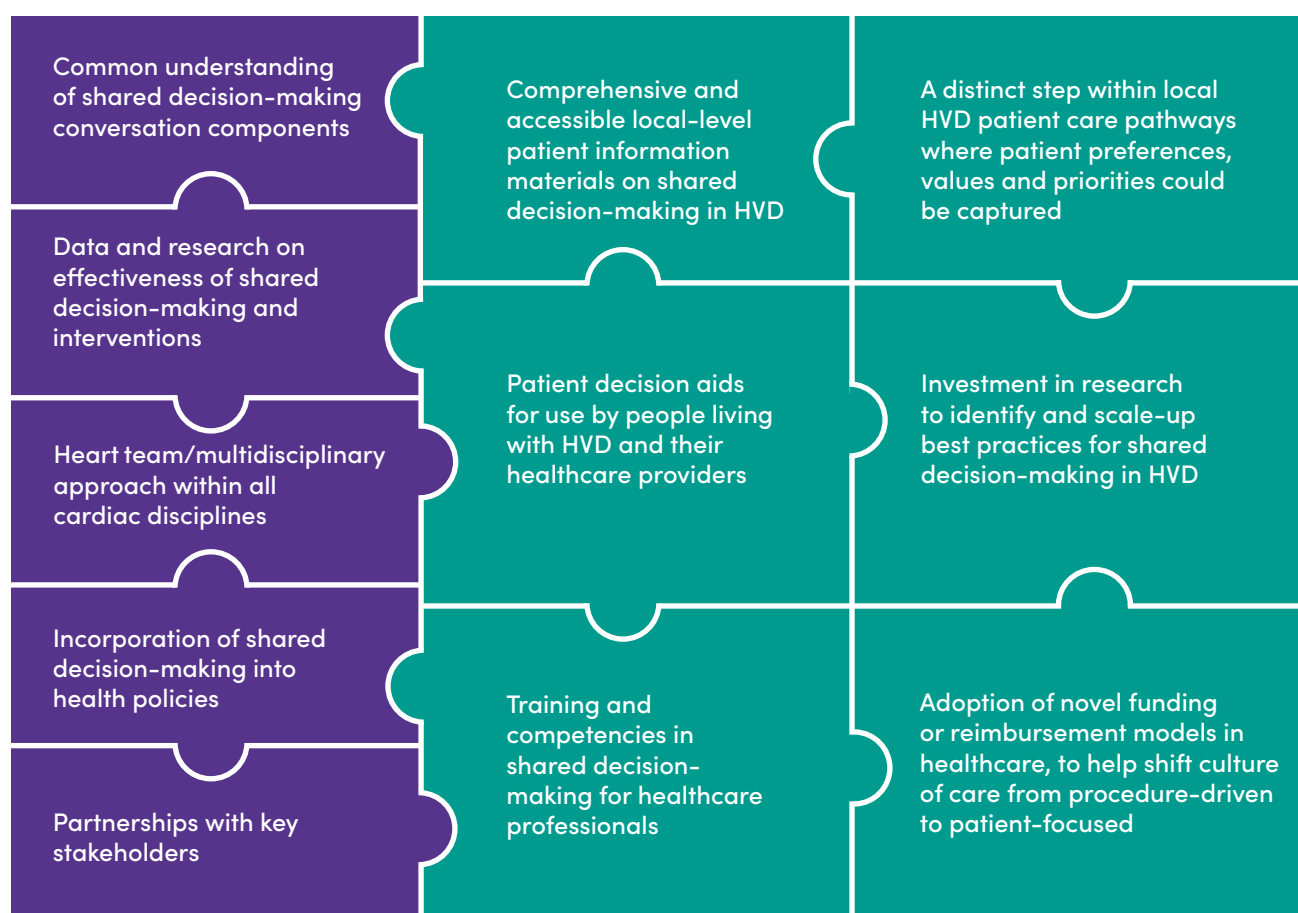 Common understanding
of shared decision-making
conversation components
Data and research on
effectiveness of shared
decision-making and
interventions
Heart team/multidisciplinary
approach within all
cardiac disciplines
Incorporation of shared
decision-making into
health policies
Partnerships with key
stakeholders
Comprehensive and
accessible local-level
patient information
materials on shared
decision-making in HVD
Patient decision aids
for use by people living
with HVD and their
healthcare providers
Training and
competencies in
shared decision-
making for healthcare
professionals
A distinct step within local
HVD patient care pathways
where patient preferences,
values and priorities could
be captured
Investment in research
to identify and scale-up
best practices for shared
decision-making in HVD
Adoption of novel funding
or reimbursement models in
healthcare, to help shift culture
of care from procedure-driven
to patient-focused